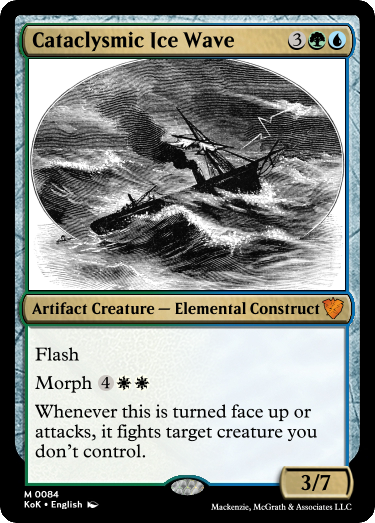 Cataclysmic Ice Wave 3
Artifact Creature — Elemental Construct
Flash
Morph 4
Whenever this is turned face up or
attacks, it fights target creature you
don't control.
3/7
M 0084
KoK • English
Mackenzie, McGrath & Associates LLC